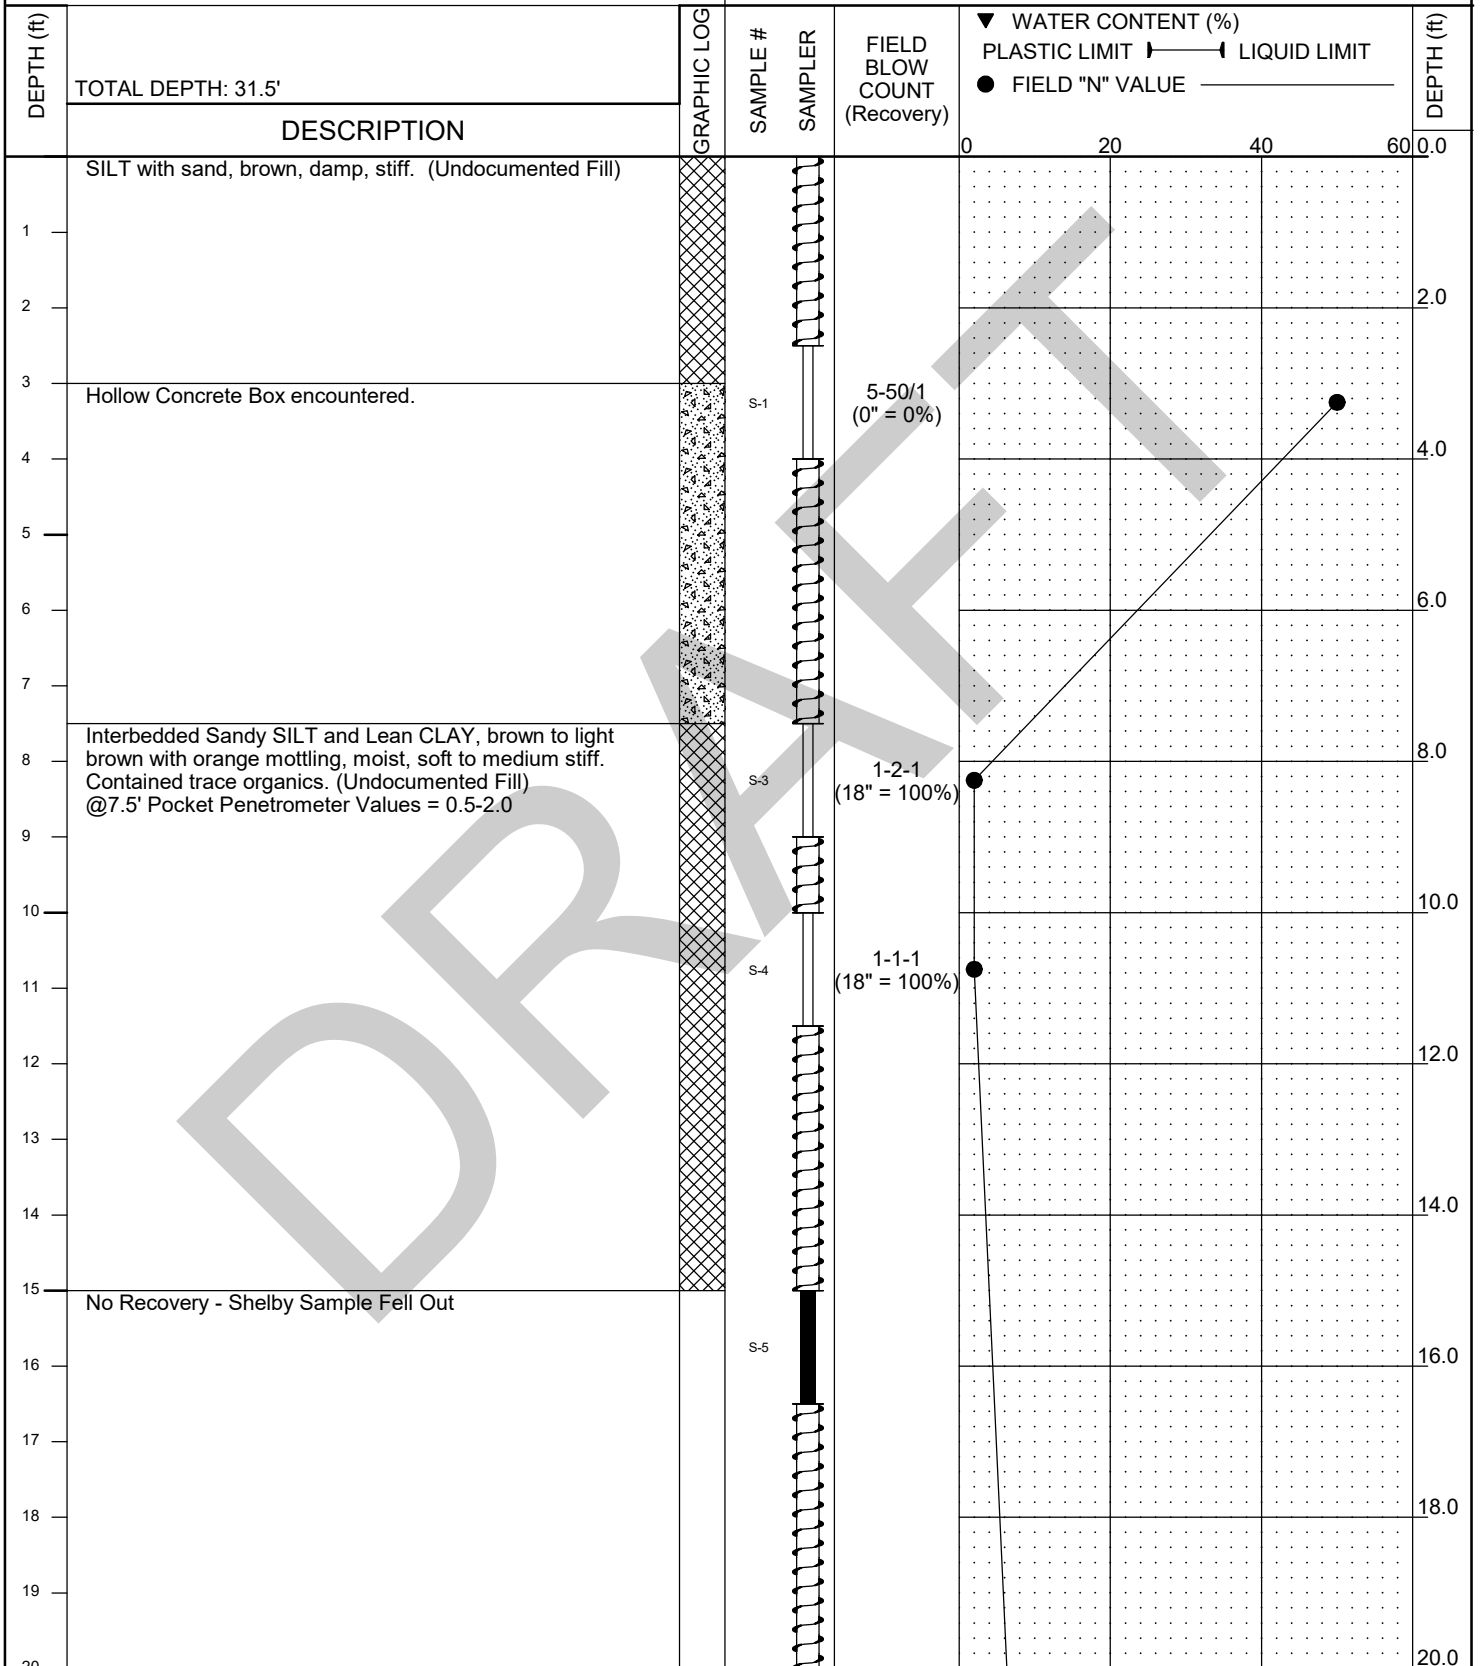 DEPTH (ft)
TOTAL DEPTH: 31.5'
DESCRIPTION
GRAPHIC LOG
SAMPLE #
SAMPLER
FIELD
BLOW
COUNT
(Recovery)
WATER CONTENT (%)
PLASTIC LIMIT LIQUID LIMIT
FIELD "N" VALUE
0 20 40 60
DEPTH (ft)
0.0
SILT with sand, brown, damp, stiff. (Undocumented Fill)
1
2
2.0
3
Hollow Concrete Box encountered.
S-1
5-50/1
(0" = 0%)
4
4.0
5
6
6.0
7
Interbedded Sandy SILT and Lean CLAY, brown to light
brown with orange mottling, moist, soft to medium stiff.
Contained trace organics. (Undocumented Fill)
@7.5' Pocket Penetrometer Values = 0.5-2.0
8
S-3
1-2-1
(18" = 100%)
8.0
9
10
10.0
S-4
1-1-1
(18" = 100%)
11
12
12.0
13
14
14.0
15
No Recovery - Shelby Sample Fell Out
S-5
16
16.0
17
18
18.0
19
20
20.0
DRAFT